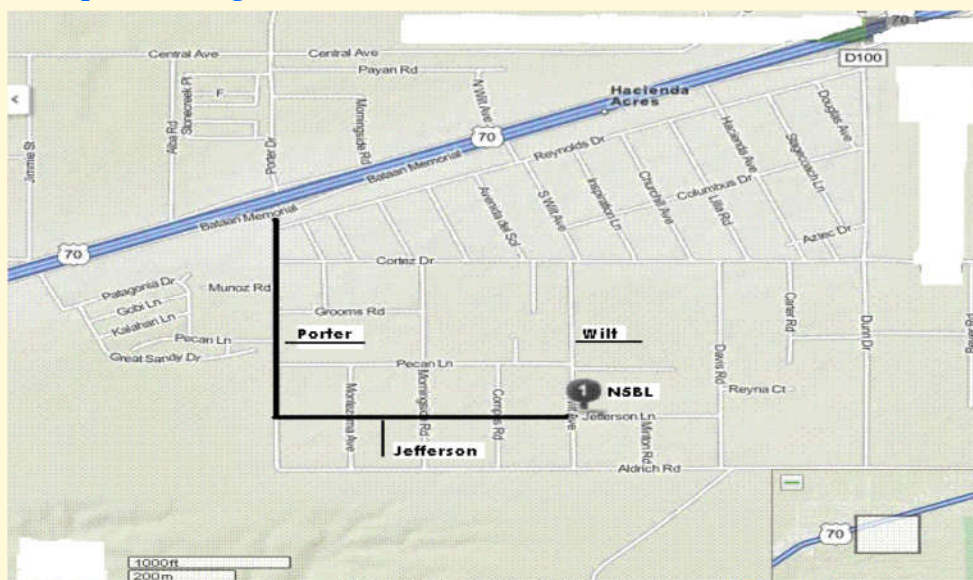 70
D100
Central Ave
Central Ave
Payan Rd
N Wilt Ave
Hacienda
Acres
<
F
Stonecreek Pl
Alba Rd
Jimmie St
Porter Dr
Morningside Rd
70
Bataan Memorial
Bataan Memorial
Reynolds Dr
Douglas Ave
Hacienda Ave
Stagecoach Ln
Columbus Dr
Churchill Ave
Inspiration Ln
Lilia Rd
S Wilt Ave
Avenida del Sol
Aztec Dr
70
Cortez Dr
Patagonia Dr
Munoz Rd
Gobi Ln
Kalahari Ln
Grooms Rd
Carter Rd
Dunn Dr
Porter
Wilt
Pecan Ln
Great Sandy Dr
Pecan Ln
Davis Rd
Reyna Ct
1
NSBL
Montezuma Ave
Morningside Rd
Compas Rd
Jefferson Ln
Minton Rd
Jefferson
Aldrich Rd
70
1000ft
200m